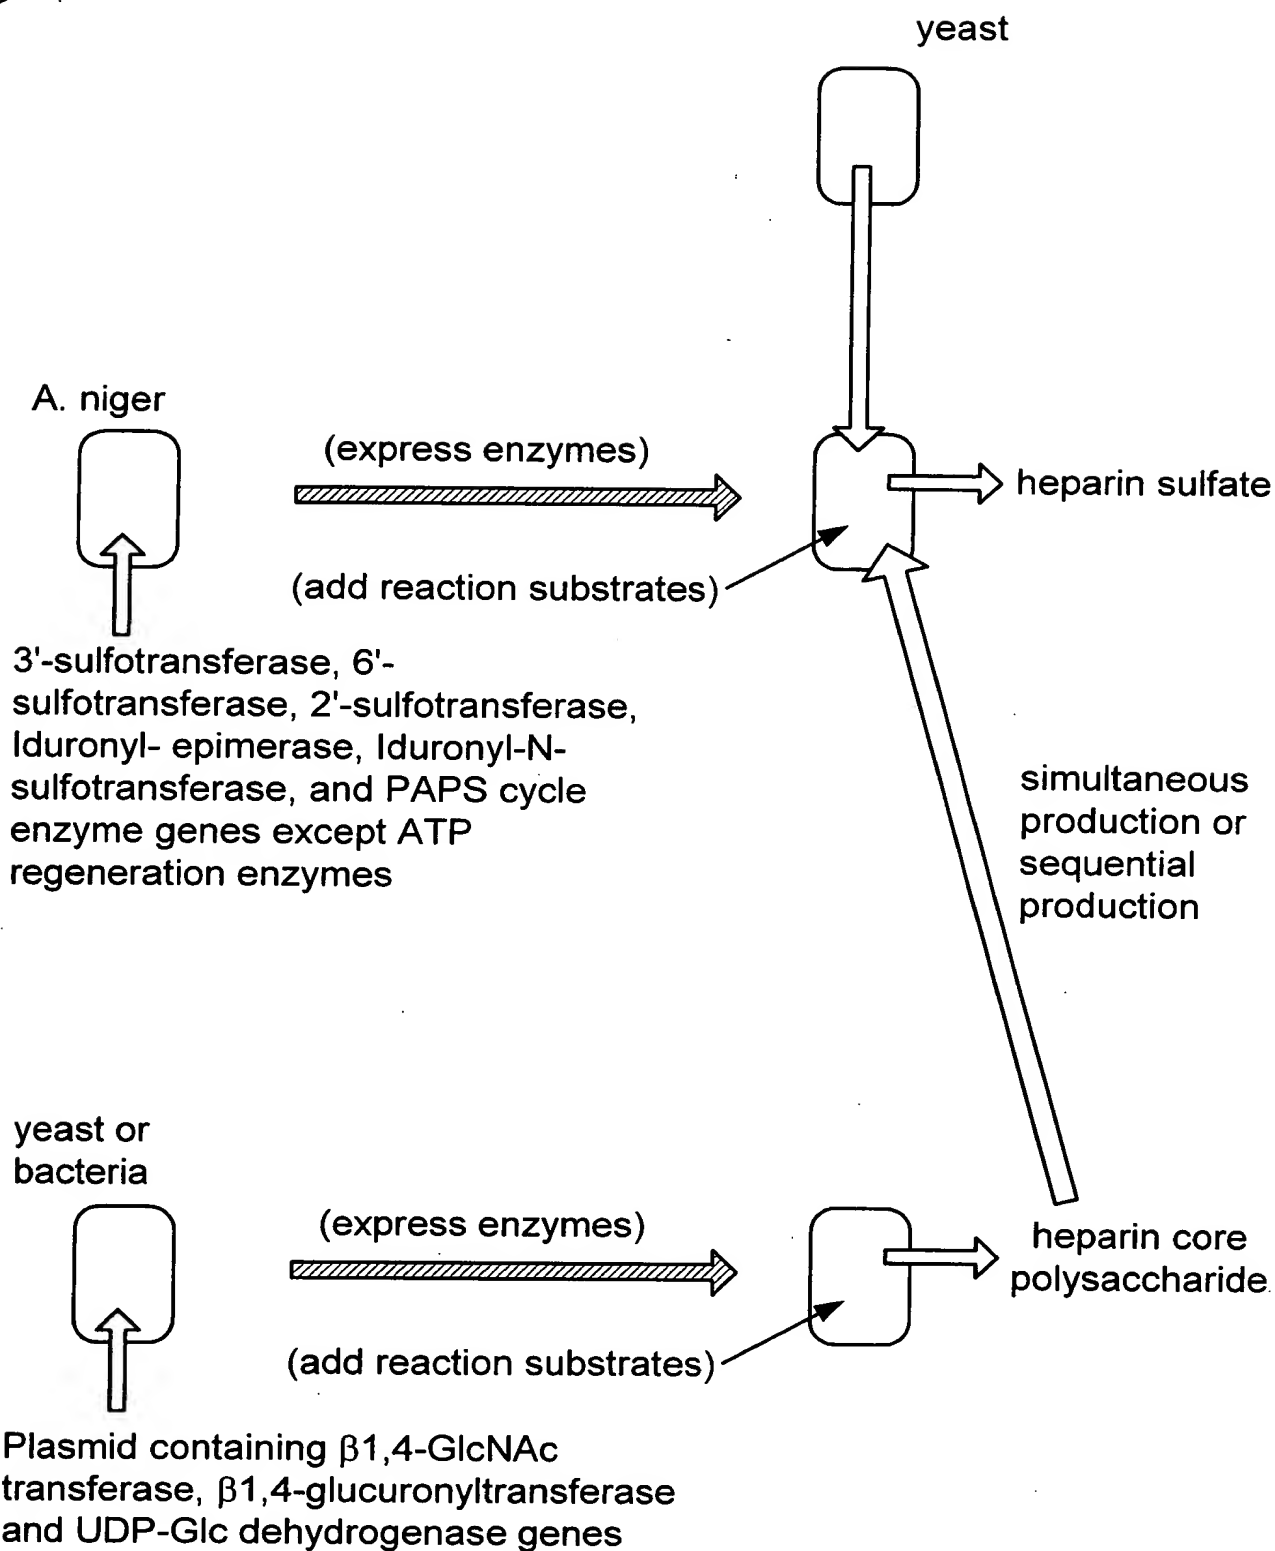 yeast
A. niger
(express enzymes)
heparin sulfate
(add reaction substrates)
3'-sulfotransferase, 6'-
sulfotransferase, 2'-sulfotransferase,
Iduronyl- epimerase, Iduronyl-N-
sulfotransferase, and PAPS cycle
enzyme genes except ATP
regeneration enzymes
simultaneous
production or
sequential
production
yeast or
bacteria
(express enzymes)
heparin core
polysaccharide
(add reaction substrates)
Plasmid containing β1,4-GlcNAc
transferase, β1,4-glucuronyltransferase
and UDP-Glc dehydrogenase genes